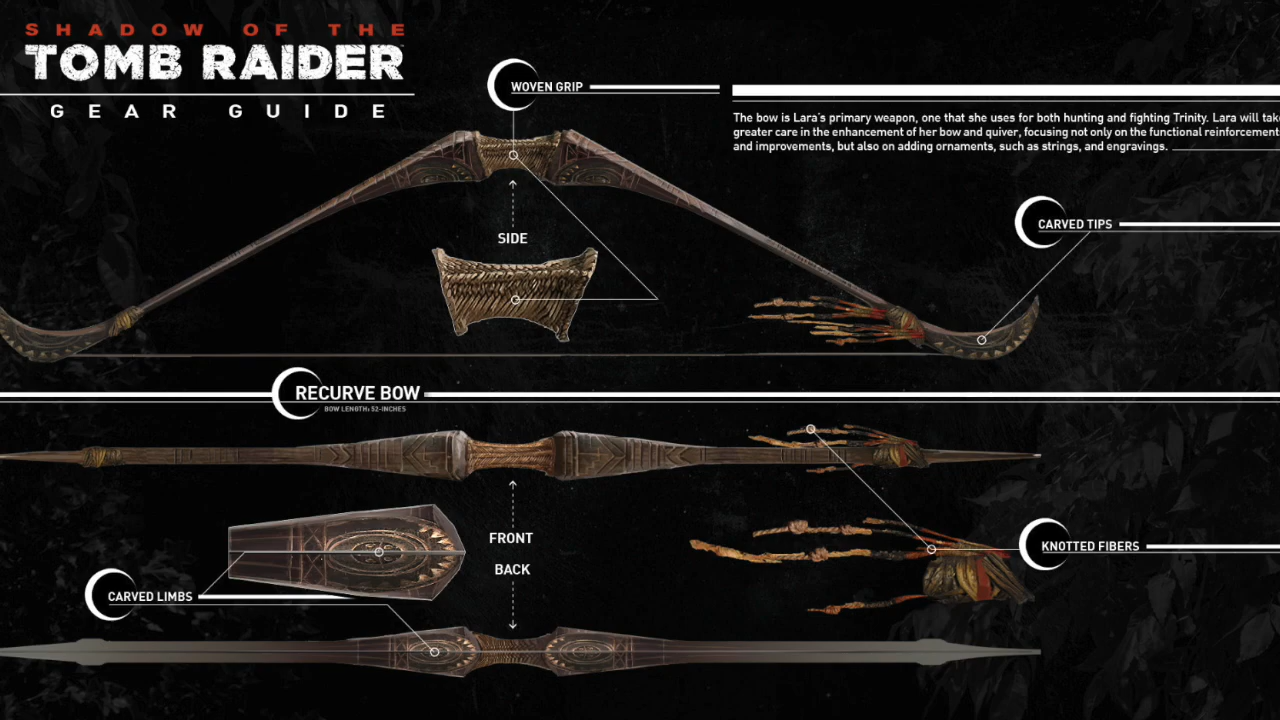 SHADOW OF THE
TOMB RAIDER
GEAR GUIDE
WOVEN GRIP
The bow is Lara's primary weapon, one that she uses for both hunting and fighting Trinity. Lara will take
greater care in the enhancement of her bow and quiver, focusing not only on the functional reinforcement
and improvements, but also on adding ornaments, such as strings, and engravings.
CARVED TIPS
SIDE
RECURVE BOW
BOW LENGTH: 52-INCHES
FRONT
BACK
KNOTTED FIBERS
CARVED LIMBS